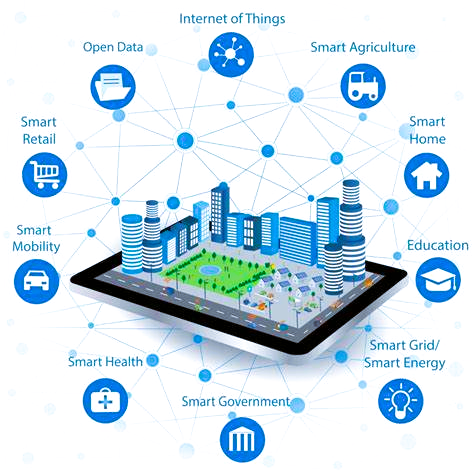 Internet of Things
Open Data
Smart Agriculture
Smart
Retail
Smart
Home
Smart
Mobility
Education
Smart Health
Smart Grid/
Smart Energy
Smart Government